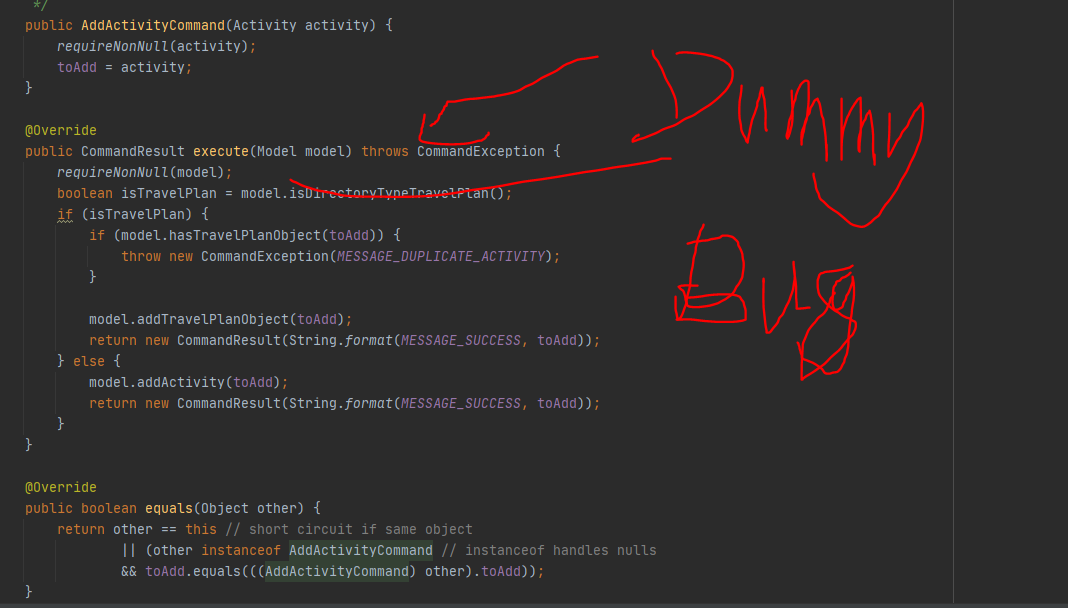 */
public AddActivityCommand(Activity activity) {
requireNonNull(activity);
toAdd = activity;
}
@Override
public CommandResult execute(Model model) throws CommandException {
requireNonNull(model);
boolean isTravelPlan = model.isDirectoryTypeTravelPlan();
if (isTravelPlan) {
if (model.hasTravelPlanObject(toAdd)) {
throw new CommandException(MESSAGE_DUPLICATE_ACTIVITY);
}
model.addTravelPlanObject(toAdd);
return new CommandResult(String.format(MESSAGE_SUCCESS, toAdd));
} else {
model.addActivity(toAdd);
return new CommandResult(String.format(MESSAGE_SUCCESS, toAdd));
}
}
@Override
public boolean equals(Object other) {
return other == this // short circuit if same object
|| (other instanceof AddActivityCommand // instanceof handles nulls
&& toAdd.equals(((AddActivityCommand) other).toAdd));
}
Dummy
Bug